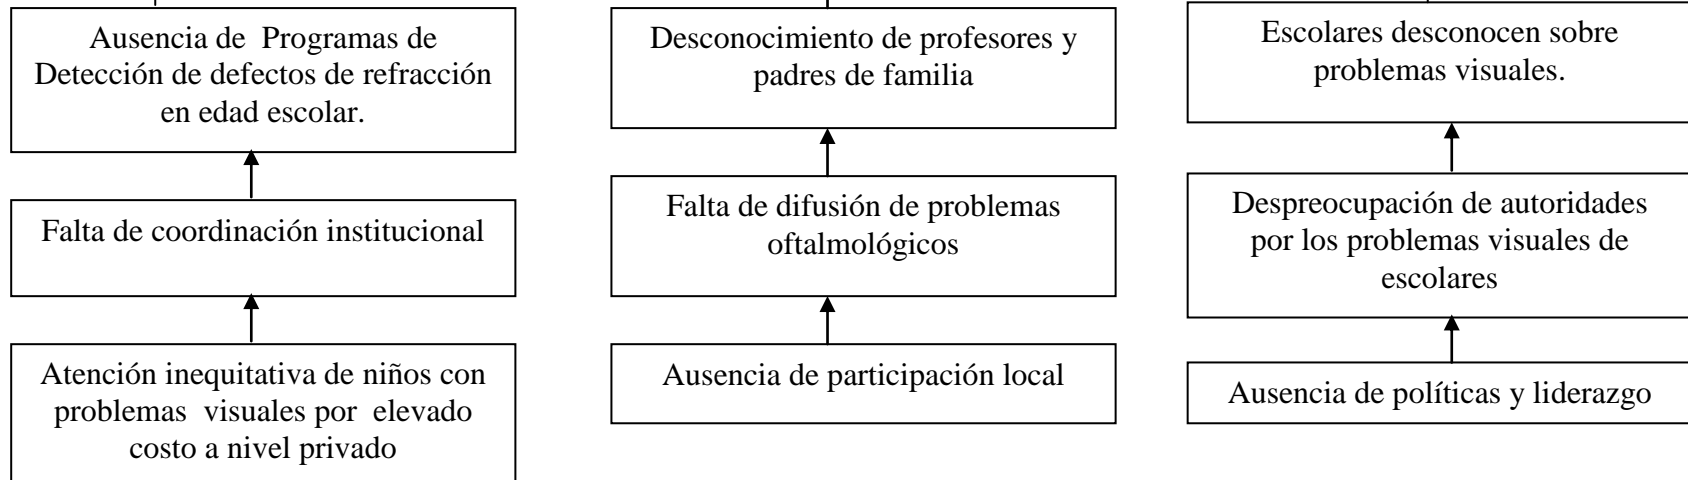 Ausencia de Programas de
Detección de defectos de refracción
en edad escolar.
Falta de coordinación institucional
Atención inequitativa de niños con
problemas visuales por elevado
costo a nivel privado
Desconocimiento de profesores y
padres de familia
Falta de difusión de problemas
oftalmológicos
Ausencia de participación local
Escolares desconocen sobre
problemas visuales.
Despreocupación de autoridades
por los problemas visuales de
escolares
Ausencia de políticas y liderazgo